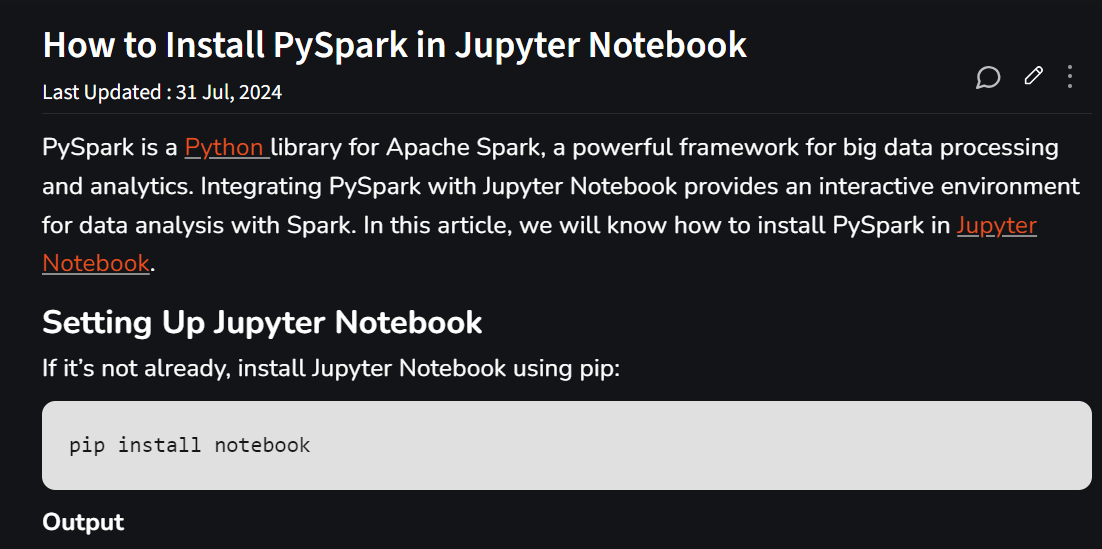 How to Install PySpark in Jupyter Notebook
Last Updated : 31 Jul, 2024
PySpark is a Python library for Apache Spark, a powerful framework for big data processing
and analytics. Integrating PySpark with Jupyter Notebook provides an interactive environment
for data analysis with Spark. In this article, we will know how to install PySpark in Jupyter
Notebook.
Setting Up Jupyter Notebook
If it’s not already, install Jupyter Notebook using pip:
pip install notebook
Output